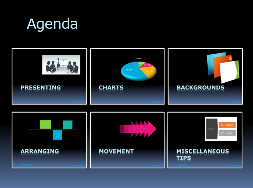 Agenda
PRESENTING
CHARTS
BACKGROUNDS
ARRANGING
MOVEMENT
MISCELLANEOUS
TIPS